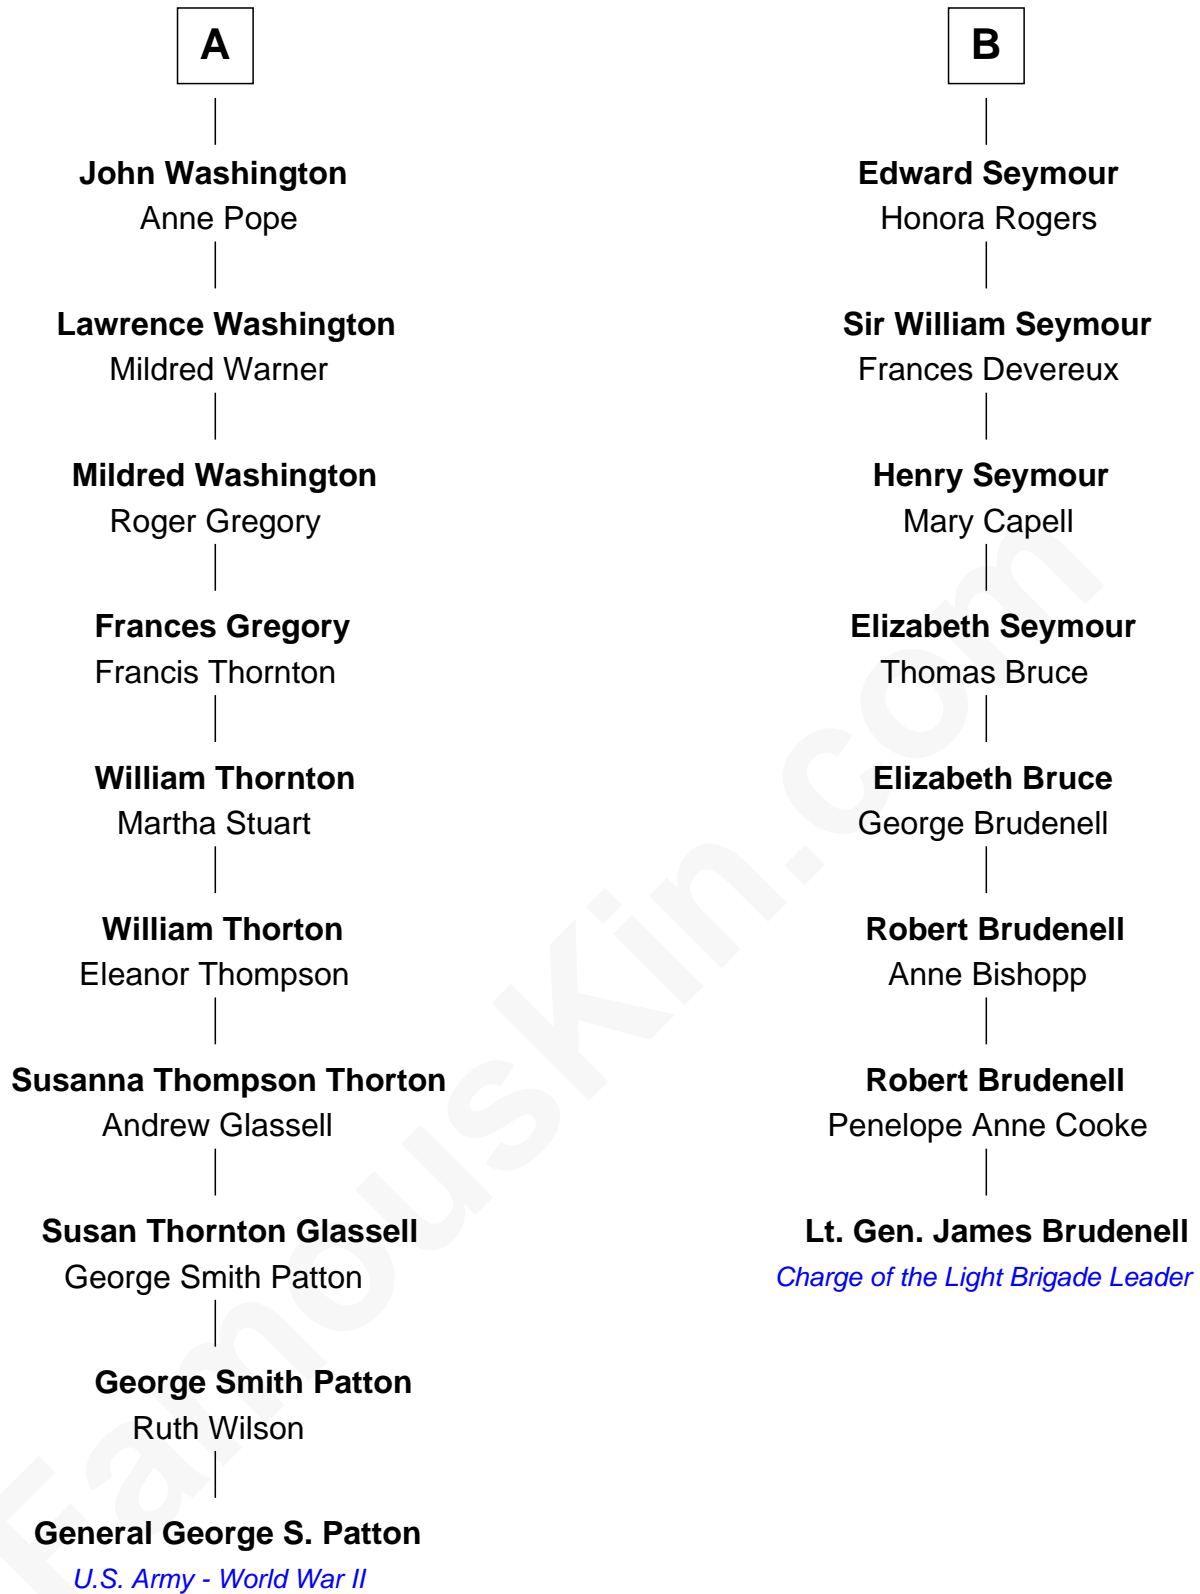 A
John Washington
Anne Pope
Lawrence Washington
Mildred Warner
Mildred Washington
Roger Gregory
Frances Gregory
Francis Thornton
William Thornton
Martha Stuart
William Thorton
Eleanor Thompson
Susanna Thompson Thorton
Andrew Glassell
Susan Thornton Glassell
George Smith Patton
George Smith Patton
Ruth Wilson
General George S. Patton
U.S. Army - World War II
B
Edward Seymour
Honora Rogers
Sir William Seymour
Frances Devereux
Henry Seymour
Mary Capell
Elizabeth Seymour
Thomas Bruce
Elizabeth Bruce
George Brudenell
Robert Brudenell
Anne Bishopp
Robert Brudenell
Penelope Anne Cooke
Lt. Gen. James Brudenell
Charge of the Light Brigade Leader
FamousKin.com